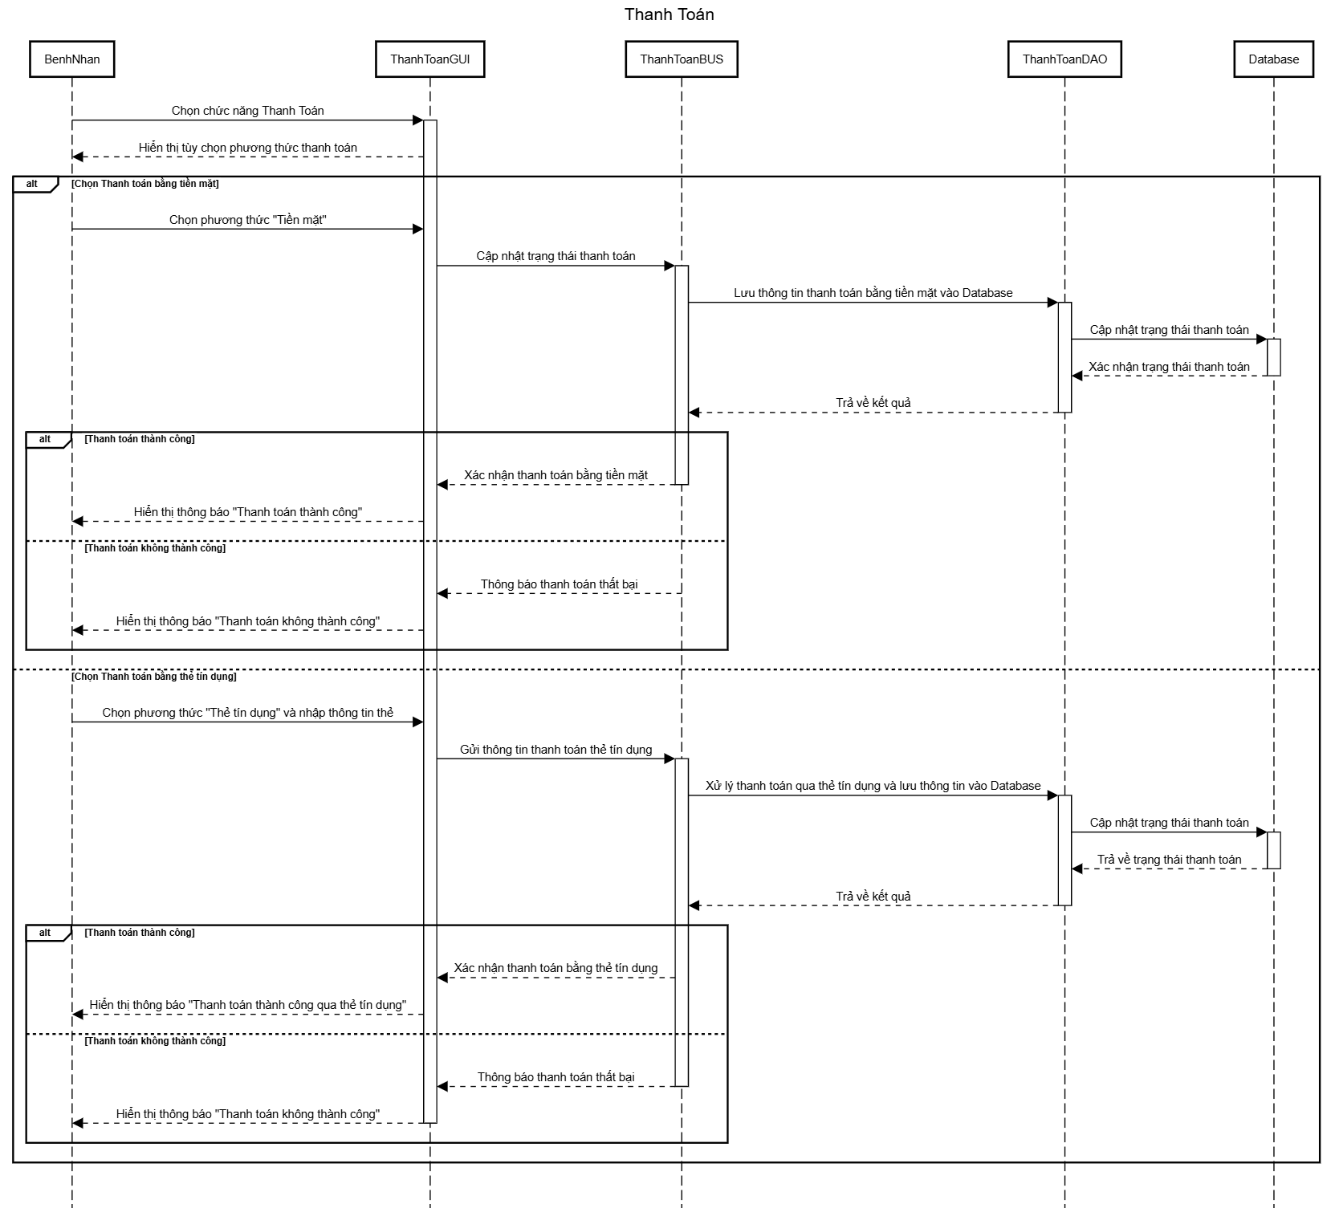 Thanh Toán
BenhNhan
ThanhToanGUI
ThanhToanBUS
ThanhToanDAO
Database
Chọn chức năng Thanh Toán
Hiển thị tùy chọn phương thức thanh toán
alt
[Chọn Thanh toán bằng tiền mặt]
Chọn phương thức "Tiền mặt"
Cập nhật trạng thái thanh toán
Lưu thông tin thanh toán bằng tiền mặt vào Database
Cập nhật trạng thái thanh toán
Xác nhận trạng thái thanh toán
Trả về kết quả
alt
[Thanh toán thành công]
Xác nhận thanh toán bằng tiền mặt
Hiển thị thông báo "Thanh toán thành công"
[Thanh toán không thành công]
Thông báo thanh toán thất bại
Hiển thị thông báo "Thanh toán không thành công"
[Chọn Thanh toán bằng thẻ tín dụng]
Chọn phương thức "Thẻ tín dụng" và nhập thông tin thẻ
Gửi thông tin thanh toán thẻ tín dụng
Xử lý thanh toán qua thẻ tín dụng và lưu thông tin vào Database
Cập nhật trạng thái thanh toán
Trả về trạng thái thanh toán
Trả về kết quả
alt
[Thanh toán thành công]
Xác nhận thanh toán bằng thẻ tín dụng
Hiển thị thông báo "Thanh toán thành công qua thẻ tín dụng"
[Thanh toán không thành công]
Thông báo thanh toán thất bại
Hiển thị thông báo "Thanh toán không thành công"